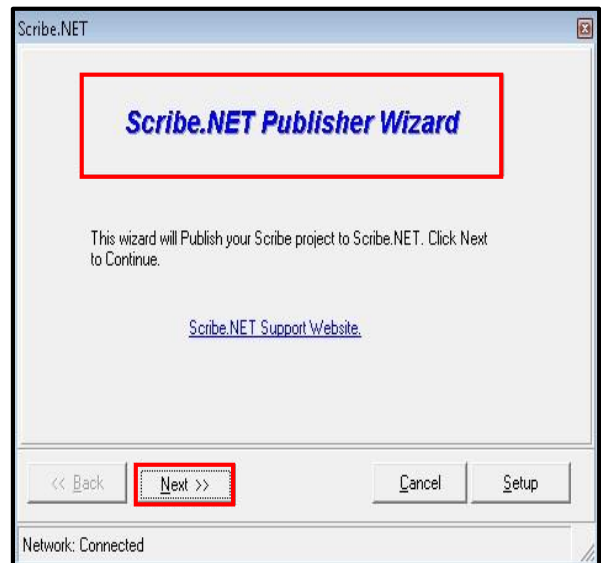 Scribe.NET
Scribe.NET Publisher Wizard
This wizard will Publish your Scribe project to Scribe.NET. Click Next
to Continue.
Scribe.NET Support Website.
<< Back Next >> Cancel Setup
Network: Connected